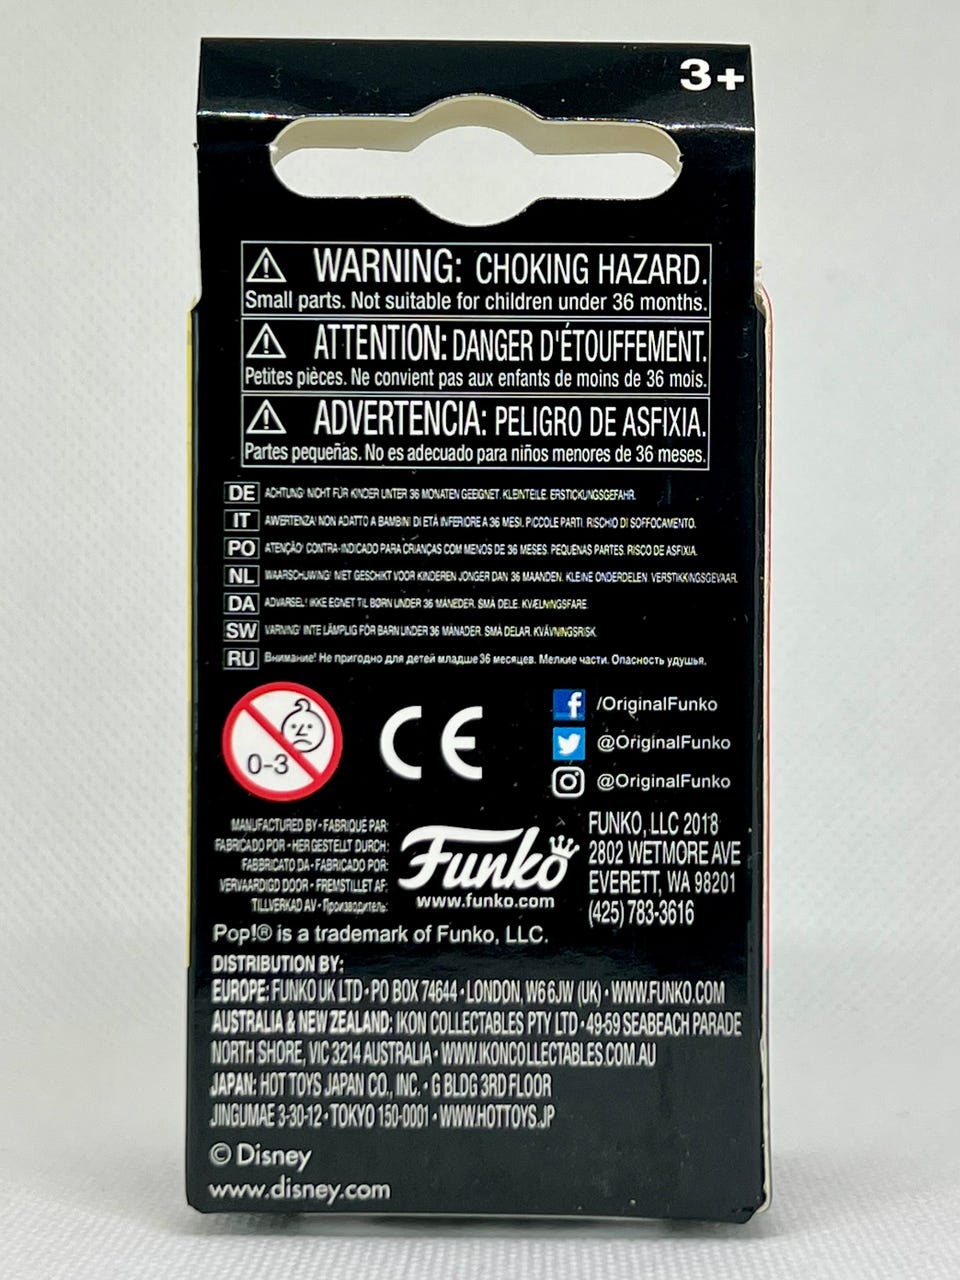 3+
WARNING: CHOKING HAZARD.
Small parts. Not suitable for children under 36 months.
ATTENTION: DANGER D'ÉTOUFFEMENT.
Petites pièces. Ne convient pas aux enfants de moins de 36 mois.
ADVERTENCIA: PELIGRO DE ASFIXIA.
Partes pequeñas. No es adecuado para niños menores de 36 meses.
DE ACHTUNG! NICHT FÜR KINDER UNTER 36 MONATEN GEEIGNET. KLEINTEILE. ERSTICKUNGSGEFAHR.
IT AWERTENZA! NON ADATTO A BAMBINI DI ETÀ INFERIORE A 36 MESI. PICCOLE PARTI. RISCHIO DI SOFFOCAMENTO.
PO ATENÇÃO! CONTRA-INDICADO PARA CRIANÇAS COM MENOS DE 36 MESES. PEQUENAS PARTES. RISCO DE ASFIXIA.
NL WAARSCHUWING! NIET GESCHIKT VOOR KINDEREN JONGER DAN 36 MAANDEN. KLEINE ONDERDELEN. VERSTIKKINGSGEVAAR.
DA ADVARSEL! IKKE EGNET TIL BØRN UNDER 36 MÅNEDER. SMÅ DELE. KVÆLNINGSFARE.
SW VARNING! INTE LÄMPLIG FÖR BARN UNDER 36 MÅNADER. SMÅ DELAR. KVÄVNINGSRISK.
RU Внимание! Не пригодно для детей младше 36 месяцев. Мелкие части. Опасность удушья.
0-3
CE
f /OriginalFunko
@OriginalFunko
@OriginalFunko
MANUFACTURED BY • FABRIQUÉ PAR:
FABRICADO POR • HERGESTELLT DURCH:
FABBRICATO DA • FABRICADO POR:
VERVAARDIGD DOOR • FREMSTILLET AF:
TILLVERKAD AV • Производитель:
Funko
www.funko.com
FUNKO, LLC 2018
2802 WETMORE AVE
EVERETT, WA 98201
(425) 783-3616
Pop!® is a trademark of Funko, LLC.
DISTRIBUTION BY:
EUROPE: FUNKO UK LTD • PO BOX 74644 • LONDON, W6 6JW (UK) • WWW.FUNKO.COM
AUSTRALIA & NEW ZEALAND: IKON COLLECTABLES PTY LTD • 49-59 SEABEACH PARADE
NORTH SHORE, VIC 3214 AUSTRALIA • WWW.IKONCOLLECTABLES.COM.AU
JAPAN: HOT TOYS JAPAN CO., INC. • G BLDG 3RD FLOOR
JINGUMAE 3-30-12 • TOKYO 150-0001 • WWW.HOTTOYS.JP
© Disney
www.disney.com